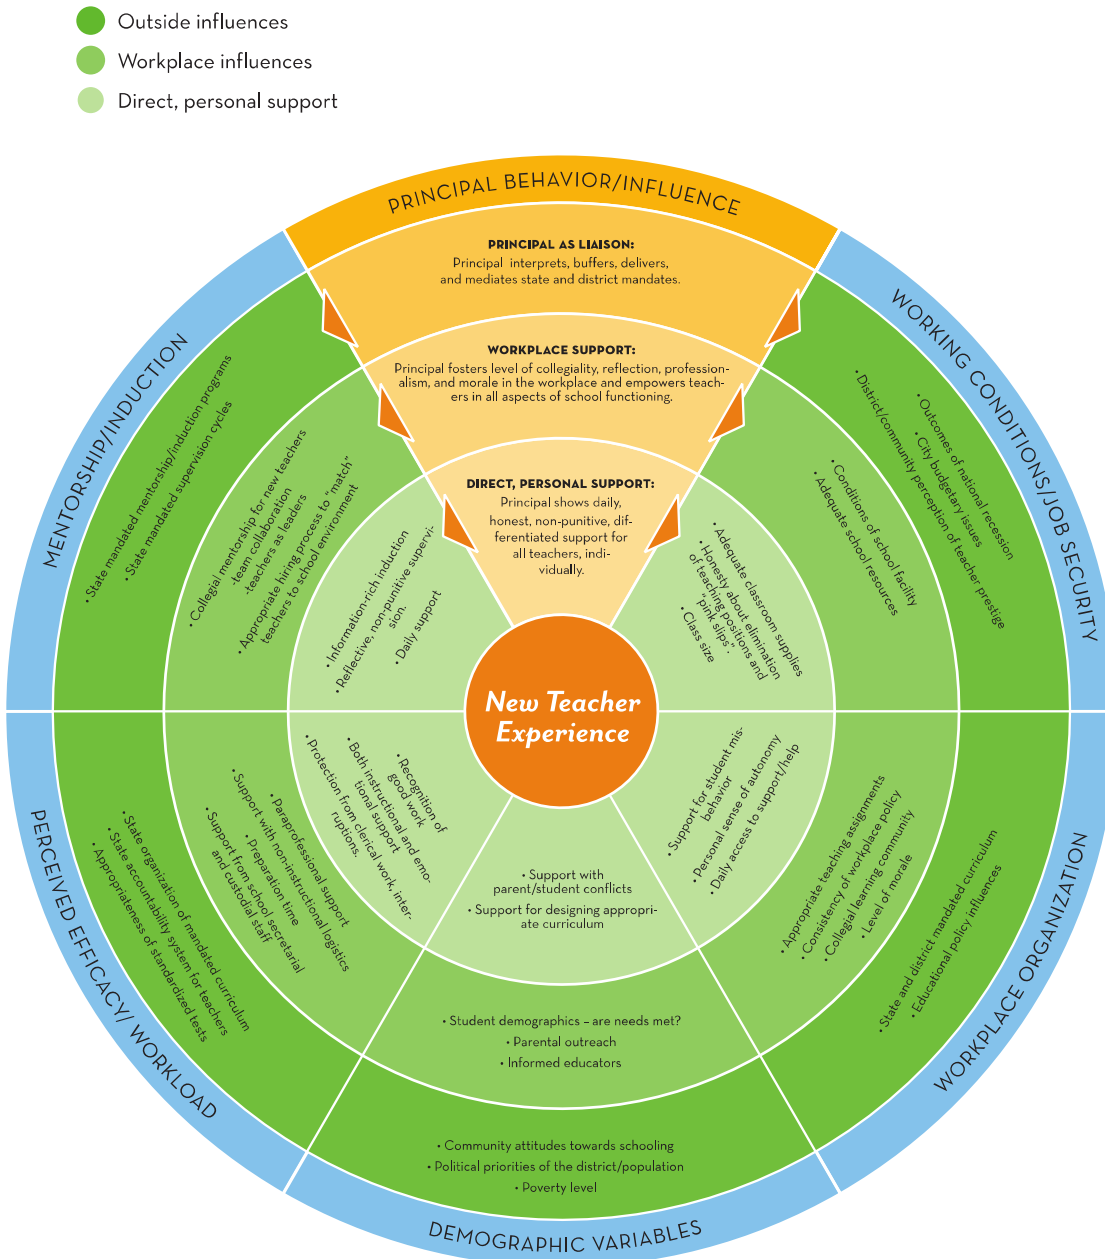 Outside influences
Workplace influences
Direct, personal support
PRINCIPAL BEHAVIOR/INFLUENCE
PRINCIPAL AS LIAISON:
Principal interprets, buffers, delivers,
and mediates state and district mandates.
WORKPLACE SUPPORT:
Principal fosters level of collegiality, reflection, profession-
alism, and morale in the workplace and empowers teach-
ers in all aspects of school functioning.
DIRECT, PERSONAL SUPPORT:
Principal shows daily,
honest, non-punitive, dif-
ferentiated support for
all teachers, indi-
vidually.
MENTORSHIP/INDUCTION
• State mandated mentorship/induction programs
• State mandated supervision cycles
• Collegial mentorship for new teachers
-team collaboration
-teachers as leaders
• Appropriate hiring process to “match”
teachers to school environment
• Information-rich induction
• Reflective, non-punitive supervi-
sion.
• Daily support
WORKING CONDITIONS/JOB SECURITY
• Outcomes of national recession
• City budgetary issues
• District/community perception of teacher prestige
• Conditions of school facility
• Adequate school resources
• Adequate classroom supplies
• Honesty about elimination
of teaching positions and
“pink slips”.
• Class size
New Teacher
Experience
PERCEIVED EFFICACY/ WORKLOAD
• State organization of mandated curriculum
• State accountability system for teachers
• Appropriateness of standardized tests
• Paraprofessional support
• Support with non-instructional logistics
• Preparation time
• Support from school secretarial
and custodial staff
• Recognition of
good work
• Both instructional and emo-
tional support
• Protection from clerical work, inter-
ruptions.
• Support with
parent/student conflicts
• Support for designing appropri-
ate curriculum
• Student demographics – are needs met?
• Parental outreach
• Informed educators
• Community attitudes towards schooling
• Political priorities of the district/population
• Poverty level
DEMOGRAPHIC VARIABLES
• Support for student mis-
behavior
• Personal sense of autonomy
• Daily access to support/help
• Appropriate teaching assignments
• Consistency of workplace policy
• Collegial learning community
• Level of morale
• State and district mandated curriculum
• Educational policy influences
WORKPLACE ORGANIZATION